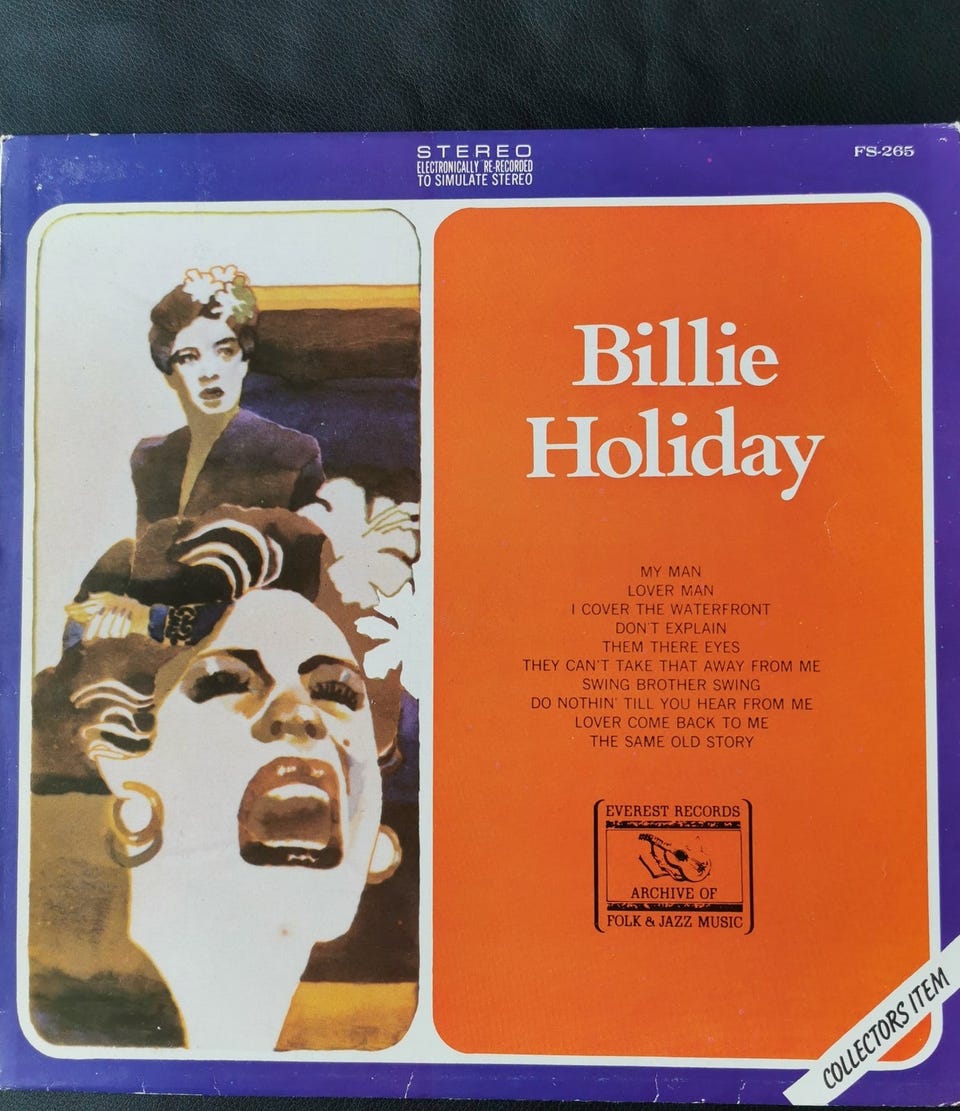 STEREO
ELECTRONICALLY RE-RECORDED
TO SIMULATE STEREO
FS-265
Billie
Holiday
MY MAN
LOVER MAN
I COVER THE WATERFRONT
DON'T EXPLAIN
THEM THERE EYES
THEY CAN'T TAKE THAT AWAY FROM ME
SWING BROTHER SWING
DO NOTHIN' TILL YOU HEAR FROM ME
LOVER COME BACK TO ME
THE SAME OLD STORY
EVEREST RECORDS
ARCHIVE OF
FOLK & JAZZ MUSIC
COLLECTORS ITEM